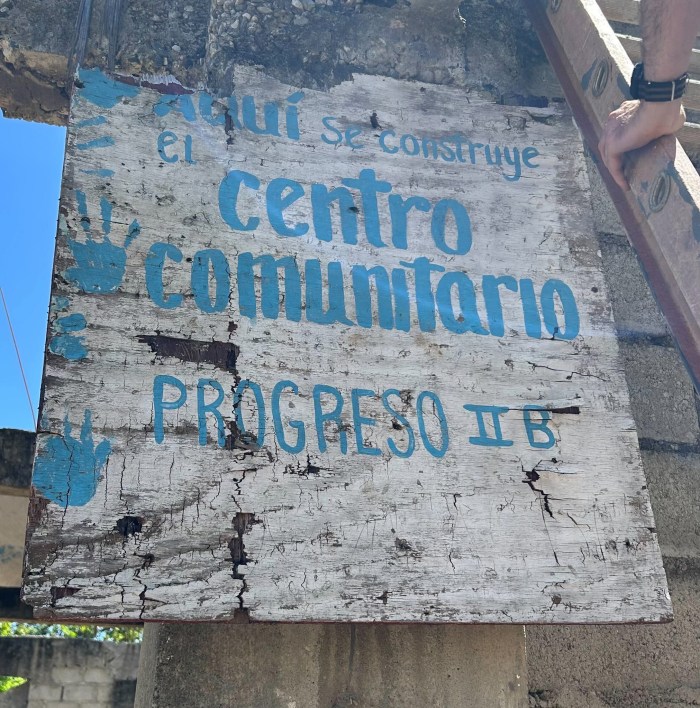 AQUÍ se construye
el
centro
comunitario
PROGRESO II B